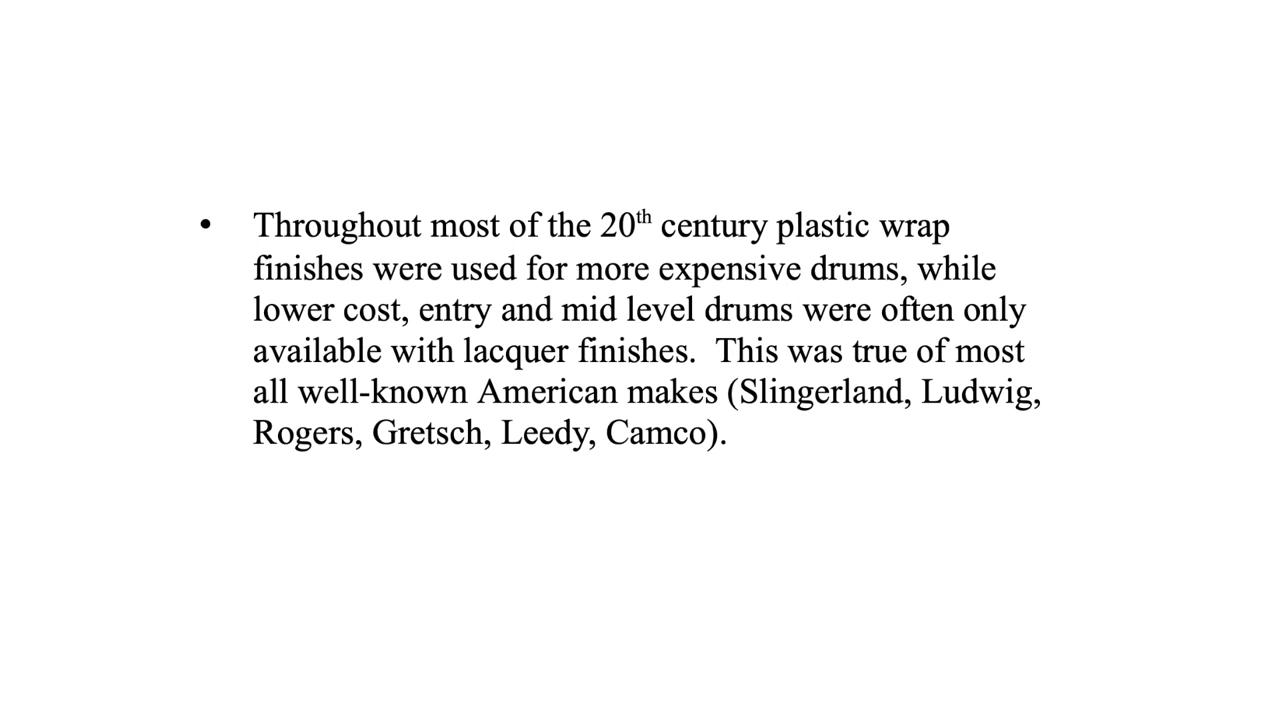 • Throughout most of the 20th century plastic wrap
finishes were used for more expensive drums, while
lower cost, entry and mid level drums were often only
available with lacquer finishes.  This was true of most
all well-known American makes (Slingerland, Ludwig,
Rogers, Gretsch, Leedy, Camco).